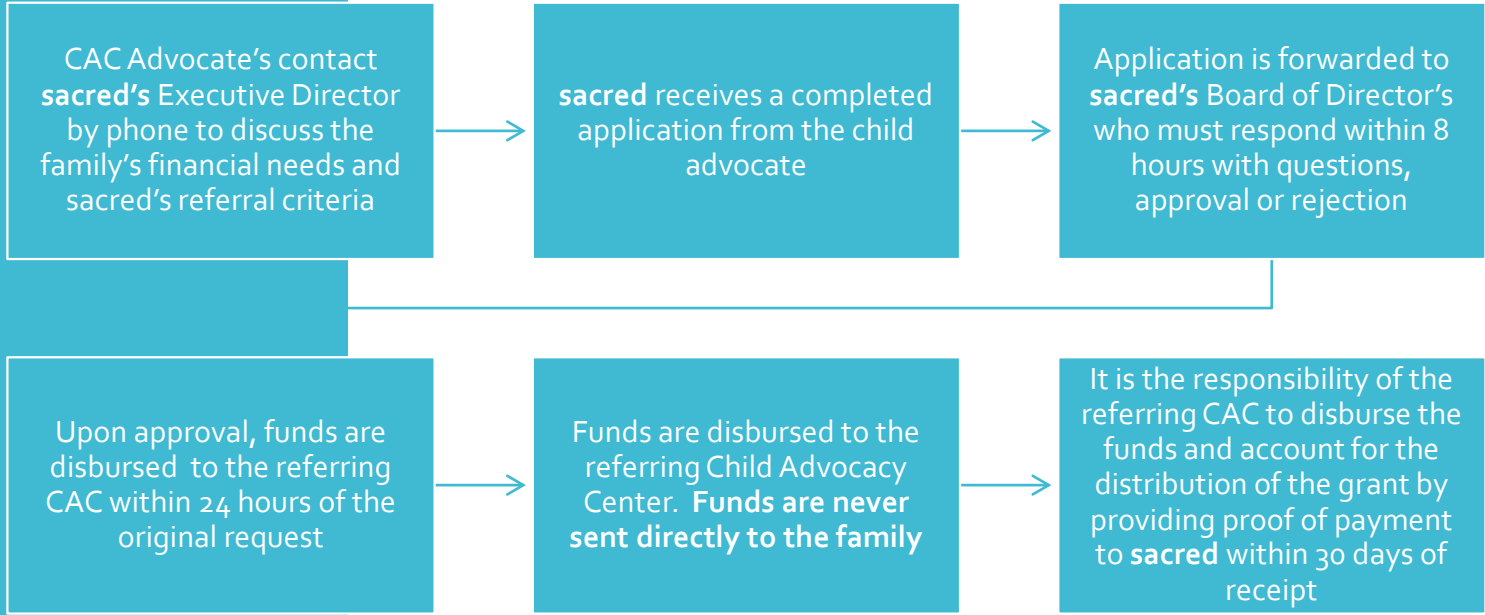 CAC Advocate’s contact
sacred’s Executive Director
by phone to discuss the
family’s financial needs and
sacred’s referral criteria
sacred receives a completed
application from the child
advocate
Application is forwarded to
sacred’s Board of Director’s
who must respond within 8
hours with questions,
approval or rejection
Upon approval, funds are
disbursed to the referring
CAC within 24 hours of the
original request
Funds are disbursed to the
referring Child Advocacy
Center. Funds are never
sent directly to the family
It is the responsibility of the
referring CAC to disburse the
funds and account for the
distribution of the grant by
providing proof of payment
to sacred within 30 days of
receipt